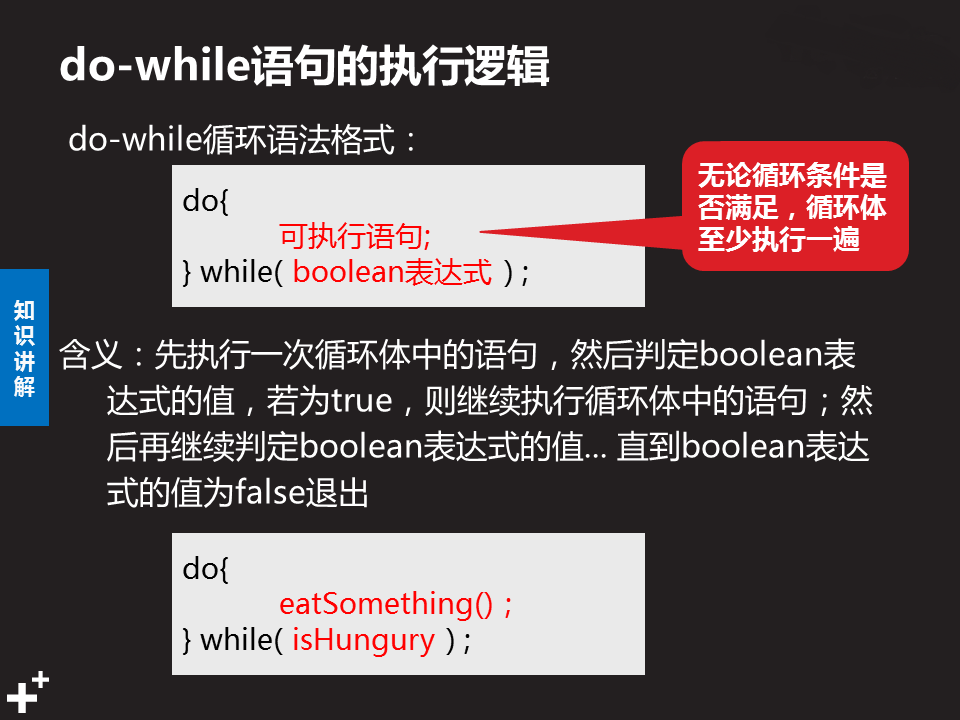 do-while语句的执行逻辑
do-while循环语法格式：
do{
可执行语句;
} while( boolean表达式 ) ;
无论循环条件是
否满足，循环体
至少执行一遍
知
识
讲
解
含义：先执行一次循环体中的语句，然后判定boolean表
达式的值，若为true，则继续执行循环体中的语句；然
后再继续判定boolean表达式的值... 直到boolean表达
式的值为false退出
do{
eatSomething() ;
} while( isHungury ) ;